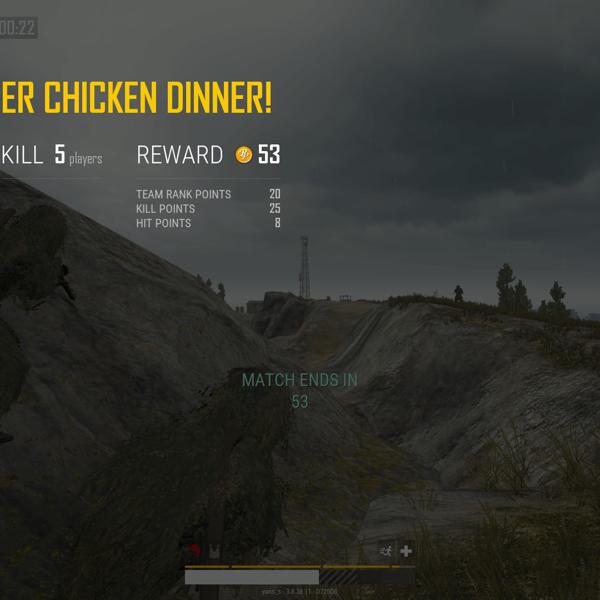 00:22
ER CHICKEN DINNER!
KILL 5 players REWARD 53
TEAM RANK POINTS 20
KILL POINTS 25
HIT POINTS 8
MATCH ENDS IN
53